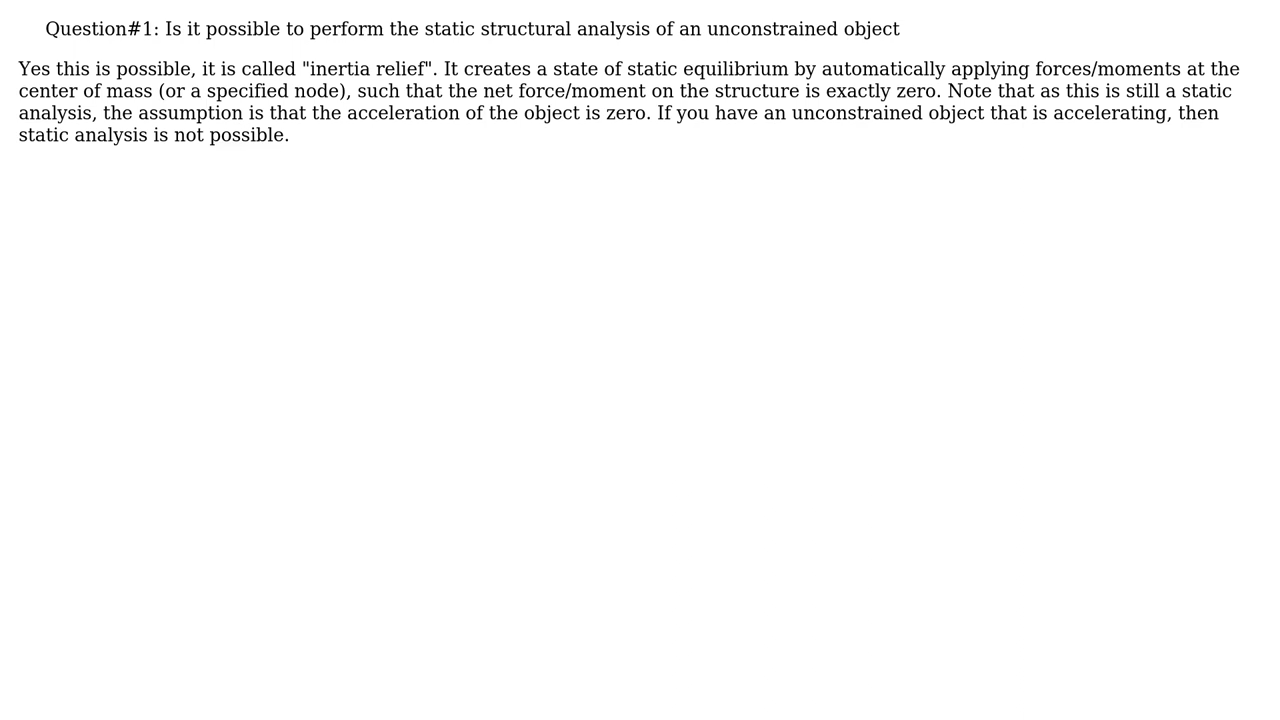 Question#1: Is it possible to perform the static structural analysis of an unconstrained object
Yes this is possible, it is called "inertia relief". It creates a state of static equilibrium by automatically applying forces/moments at the
center of mass (or a specified node), such that the net force/moment on the structure is exactly zero. Note that as this is still a static
analysis, the assumption is that the acceleration of the object is zero. If you have an unconstrained object that is accelerating, then
static analysis is not possible.